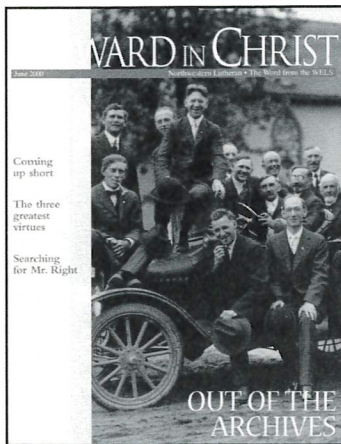 WARD IN CHRIST
June 2000
Northwestern Lutheran • The Word from the WELS
Coming
up short
The three
greatest
virtues
Searching
for Mr. Right
OUT OF THE
ARCHIVES